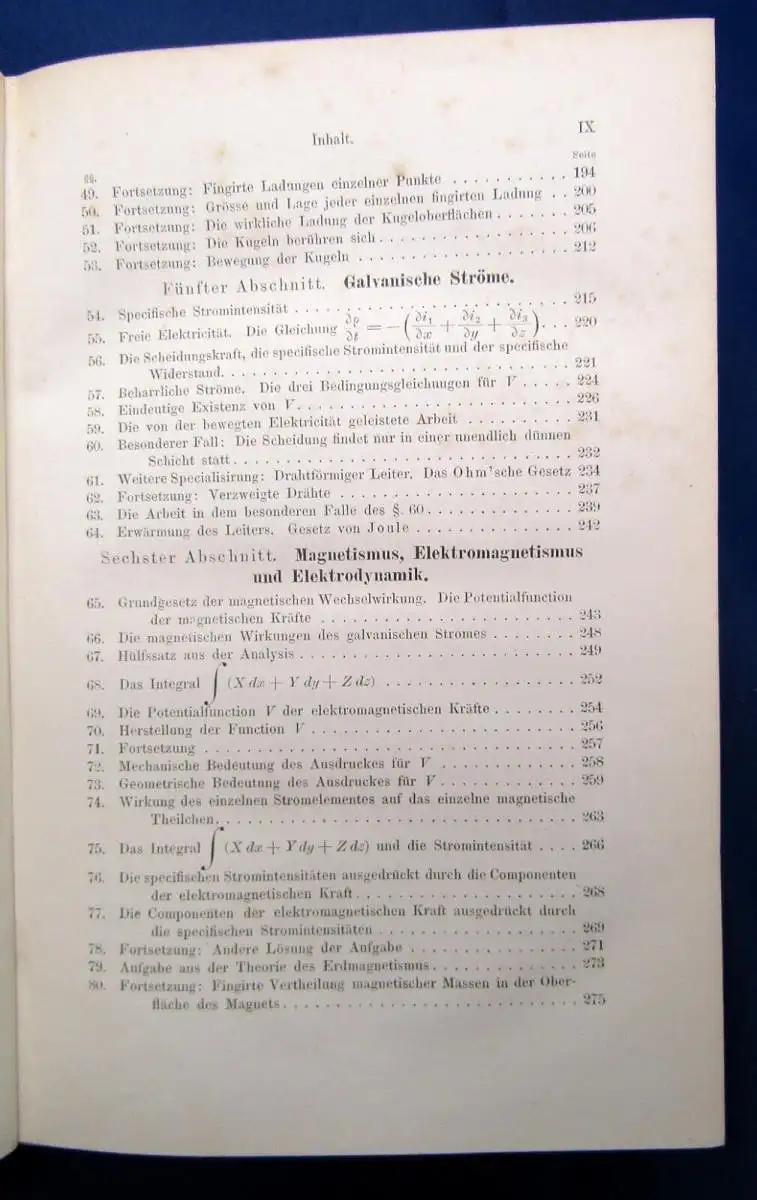 Inhalt. IX
§§. Seite
49. Fortsetzung: Fingirte Ladungen einzelner Punkte . . . . . . . . . . . 194
50. Fortsetzung: Grösse und Lage jeder einzelnen fingirten Ladung . . 200
51. Fortsetzung: Die wirkliche Ladung der Kugeloberflächen . . . . . . . 205
52. Fortsetzung: Die Kugeln berühren sich . . . . . . . . . . . . . . . . 206
53. Fortsetzung: Bewegung der Kugeln . . . . . . . . . . . . . . . . . . 212
Fünfter Abschnitt. Galvanische Ströme.
54. Specifische Stromintensität . . . . . . . . . . . . . . . . . . . . . 215
55. Freie Elektricität. Die Gleichung ∂ρ/∂t = −(∂i₁/∂x + ∂i₂/∂y + ∂i₃/∂z) . . . 220
56. Die Scheidungskraft, die specifische Stromintensität und der specifische
Widerstand. . . . . . . . . . . . . . . . . . . . . . . . . . . . 221
57. Beharrliche Ströme. Die drei Bedingungsgleichungen für V . . . . . 224
58. Eindeutige Existenz von V. . . . . . . . . . . . . . . . . . . . . . 226
59. Die von der bewegten Elektricität geleistete Arbeit . . . . . . . . . . 231
60. Besonderer Fall: Die Scheidung findet nur in einer unendlich dünnen
Schicht statt . . . . . . . . . . . . . . . . . . . . . . . . . . . 232
61. Weitere Specialisirung: Drahtförmiger Leiter. Das Ohm'sche Gesetz 234
62. Fortsetzung: Verzweigte Drähte . . . . . . . . . . . . . . . . . . 237
63. Die Arbeit in dem besonderen Falle des §. 60 . . . . . . . . . . . . 239
64. Erwärmung des Leiters. Gesetz von Joule . . . . . . . . . . . . . 242
Sechster Abschnitt. Magnetismus, Elektromagnetismus
und Elektrodynamik.
65. Grundgesetz der magnetischen Wechselwirkung. Die Potentialfunction
der magnetischen Kräfte . . . . . . . . . . . . . . . . . . . . . 243
66. Die magnetischen Wirkungen des galvanischen Stromes . . . . . . . . 248
67. Hülfssatz aus der Analysis . . . . . . . . . . . . . . . . . . . . . 249
68. Das Integral ∫(X dx + Y dy + Z dz) . . . . . . . . . . . . . . . . . 252
69. Die Potentialfunction V der elektromagnetischen Kräfte . . . . . . . . 254
70. Herstellung der Function V . . . . . . . . . . . . . . . . . . . . . 256
71. Fortsetzung . . . . . . . . . . . . . . . . . . . . . . . . . . . . 257
72. Mechanische Bedeutung des Ausdruckes für V . . . . . . . . . . . . 258
73. Geometrische Bedeutung des Ausdruckes für V . . . . . . . . . . . . 259
74. Wirkung des einzelnen Stromelementes auf das einzelne magnetische
Theilchen. . . . . . . . . . . . . . . . . . . . . . . . . . . . . 263
75. Das Integral ∫(X dx + Y dy + Z dz) und die Stromintensität . . . . 266
76. Die specifischen Stromintensitäten ausgedrückt durch die Componenten
der elektromagnetischen Kraft . . . . . . . . . . . . . . . . . . . 268
77. Die Componenten der elektromagnetischen Kraft ausgedrückt durch
die specifischen Stromintensitäten . . . . . . . . . . . . . . . . . 269
78. Fortsetzung: Andere Lösung der Aufgabe . . . . . . . . . . . . . . 271
79. Aufgabe aus der Theorie des Erdmagnetismus . . . . . . . . . . . . 273
80. Fortsetzung: Fingirte Vertheilung magnetischer Massen in der Ober-
fläche des Magnets . . . . . . . . . . . . . . . . . . . . . . . . 275